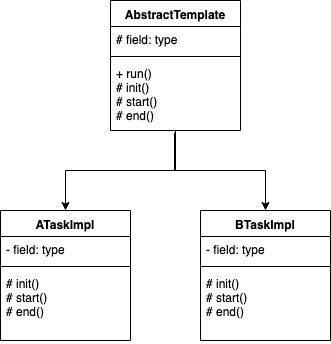 AbstractTemplate
# field: type
+ run()
# init()
# start()
# end()
ATaskImpl
- field: type
# init()
# start()
# end()
BTaskImpl
- field: type
# init()
# start()
# end()